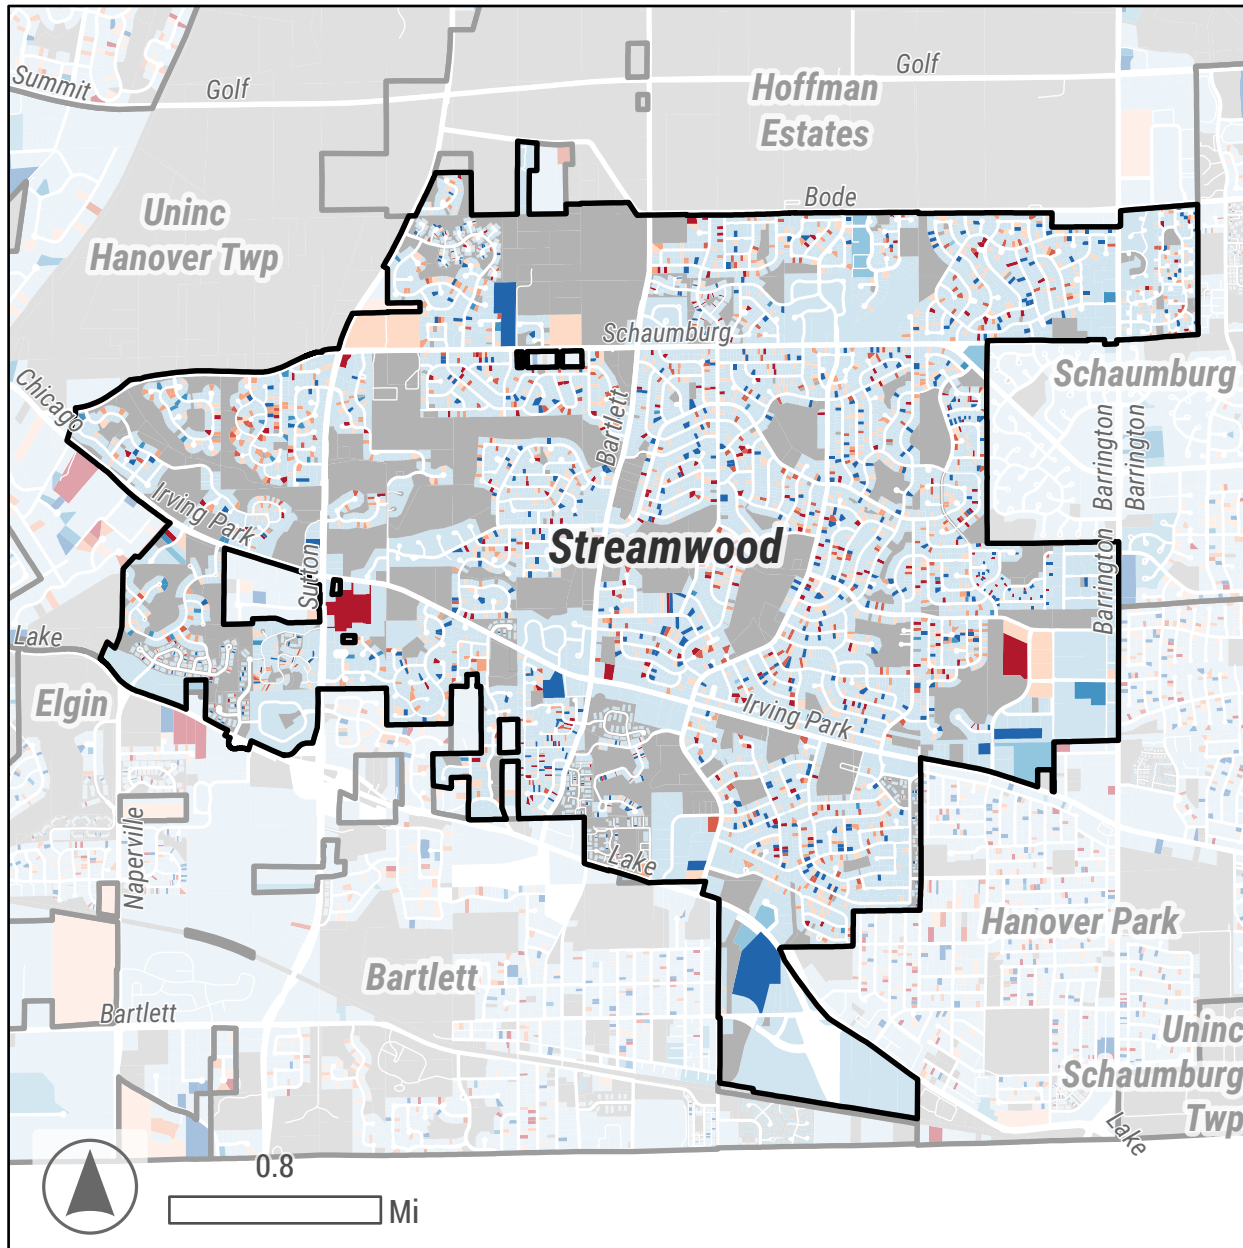 Summit
Golf
Golf
Hoffman
Estates
Uninc
Hanover Twp
Bode
Schaumburg
Schaumburg
Chicago
Bartlett
Barrington
Barrington
Irving Park
Streamwood
Sutton
Barrington
Lake
Elgin
Irving Park
Naperville
Lake
Hanover Park
Bartlett
Bartlett
Uninc
Schaumburg
Twp
Lake
0.8
Mi